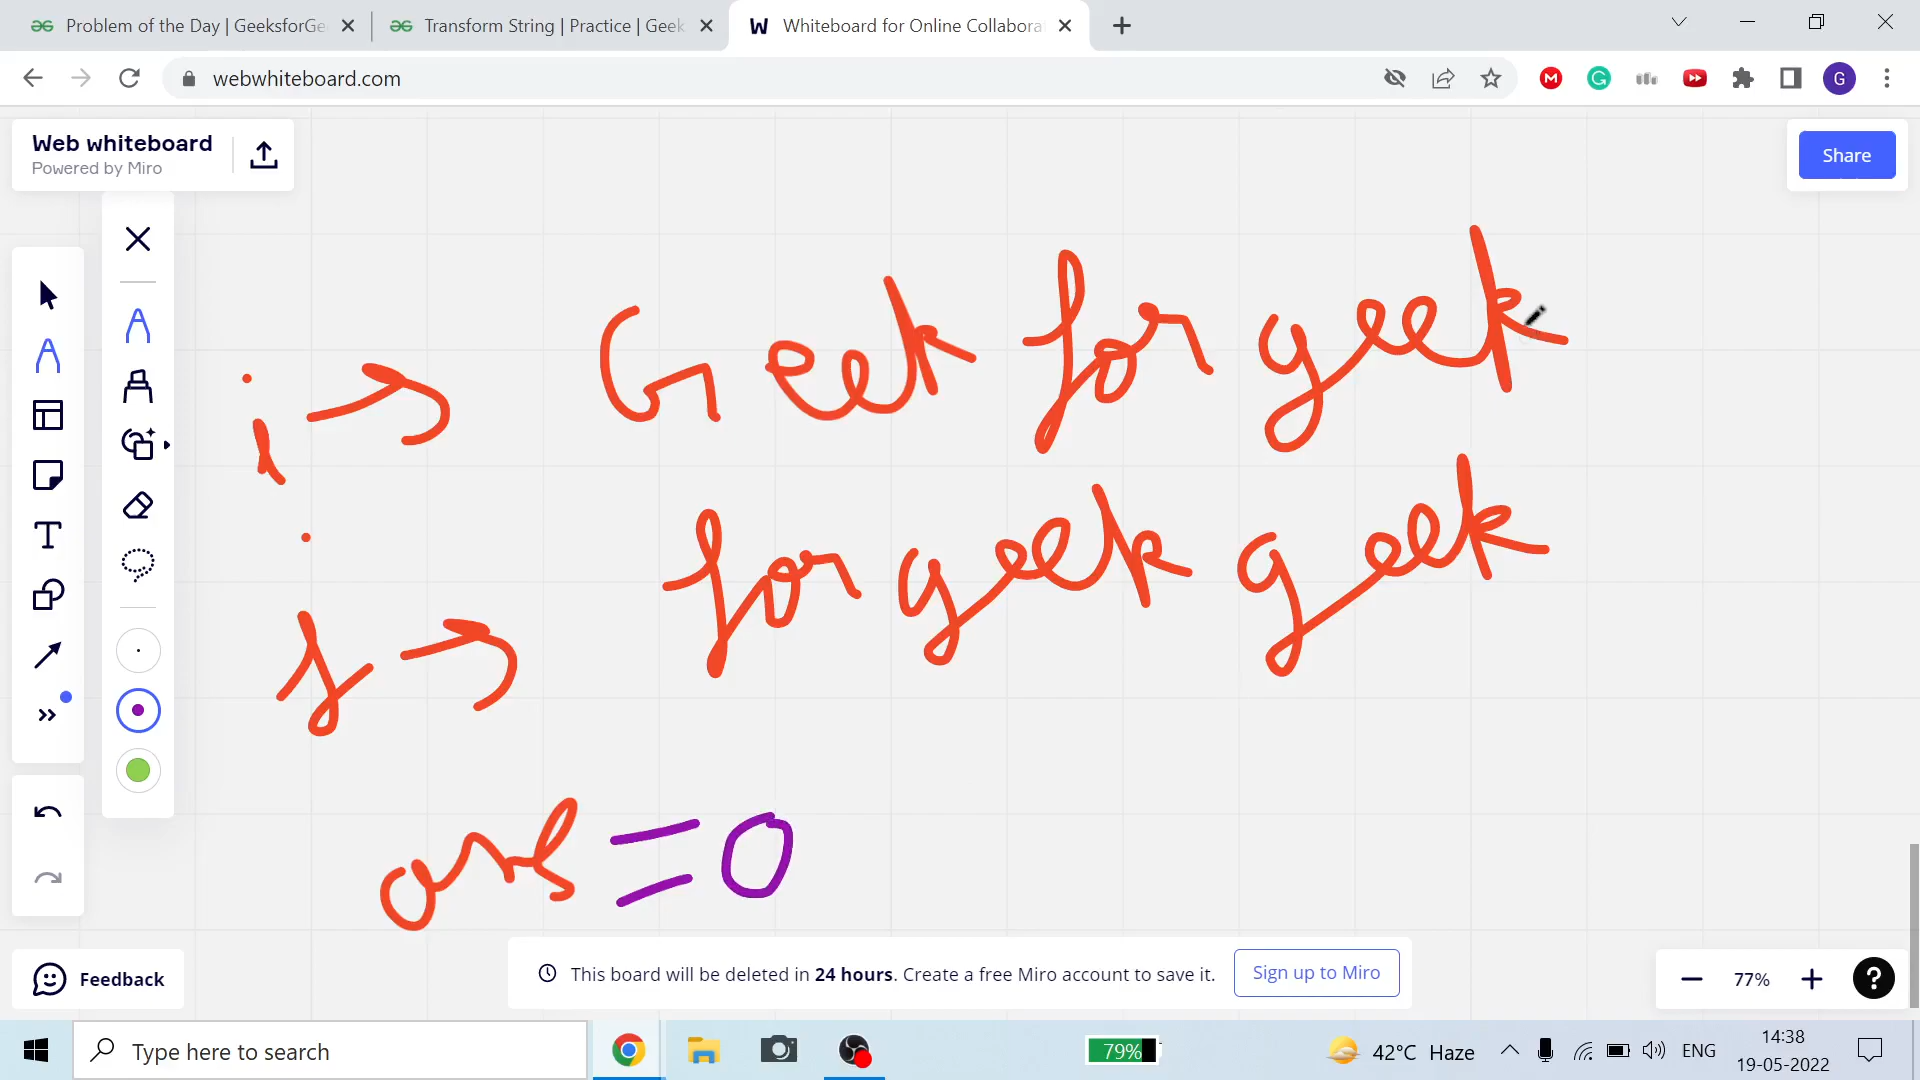 Problem of the Day | GeeksforGe
Transform String | Practice | Geek
Whiteboard for Online Collabora
webwhiteboard.com
M
G
G
Web whiteboard
Powered by Miro
Share
i → Geek for geek
j → for geek geek
ans = 0
T
Feedback
This board will be deleted in 24 hours. Create a free Miro account to save it.
Sign up to Miro
77%
?
Type here to search
79%
42°C Haze
ENG
14:38
19-05-2022